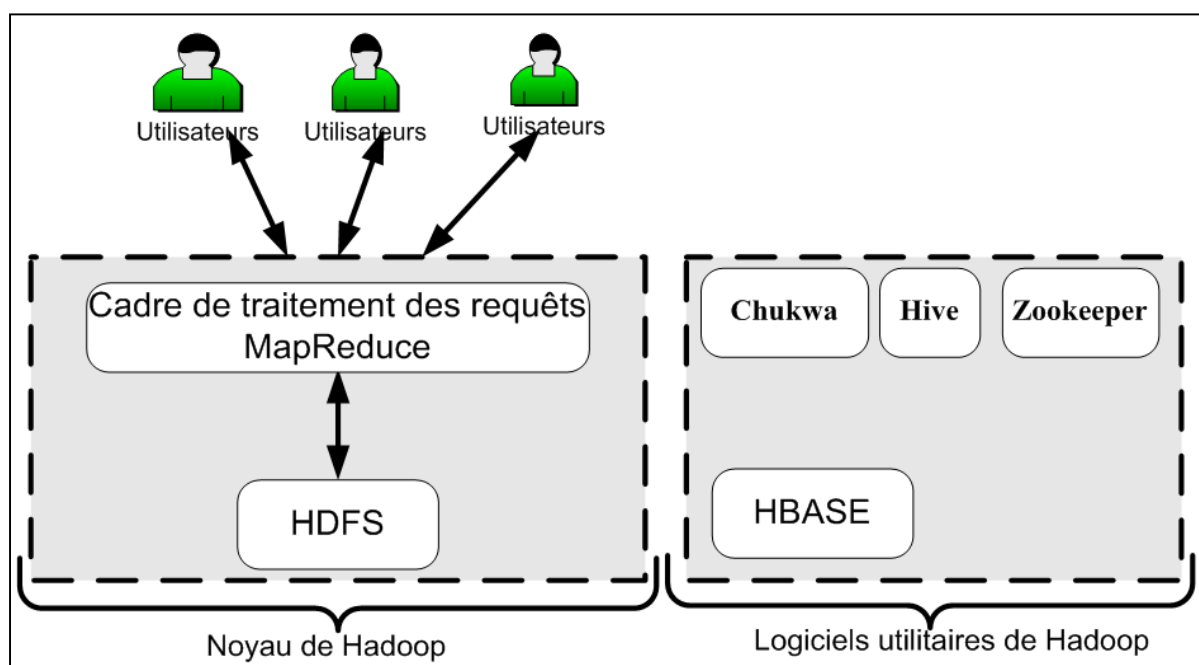 Utilisateurs
Utilisateurs
Utilisateurs
Cadre de traitement des requêts
MapReduce
HDFS
Noyau de Hadoop
Chukwa
Hive
Zookeeper
HBASE
Logiciels utilitaires de Hadoop